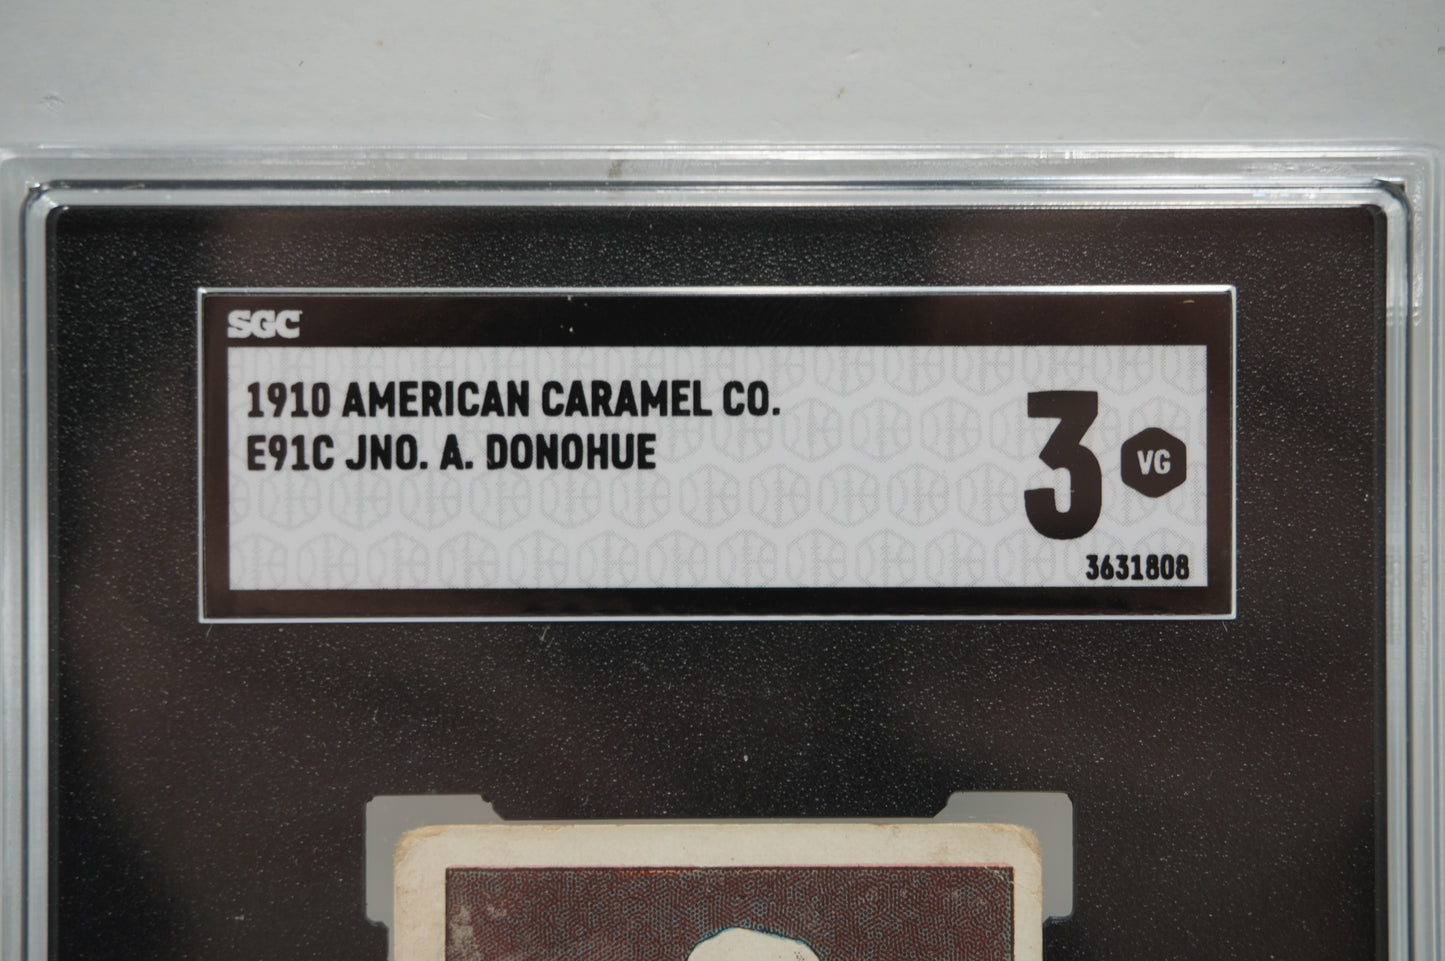 SGC
1910 AMERICAN CARAMEL CO.
E91C JNO. A. DONOHUE
3
VG
3631808